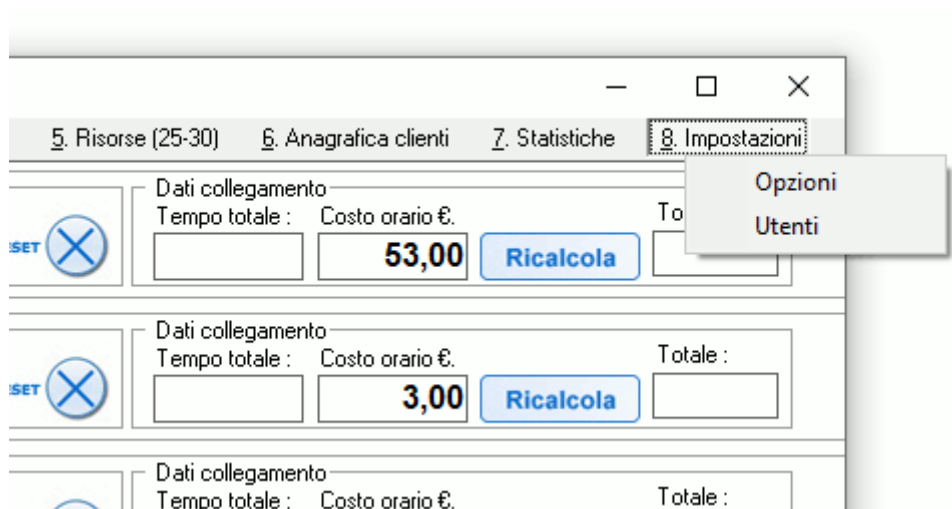 5. Risorse (25-30) 6. Anagrafica clienti 7. Statistiche 8. Impostazioni
Opzioni
Utenti
Dati collegamento
Tempo totale : Costo orario €. To
SET 53,00 Ricalcola
Dati collegamento
Tempo totale : Costo orario €. Totale :
SET 3,00 Ricalcola
Dati collegamento
Tempo totale : Costo orario €. Totale :